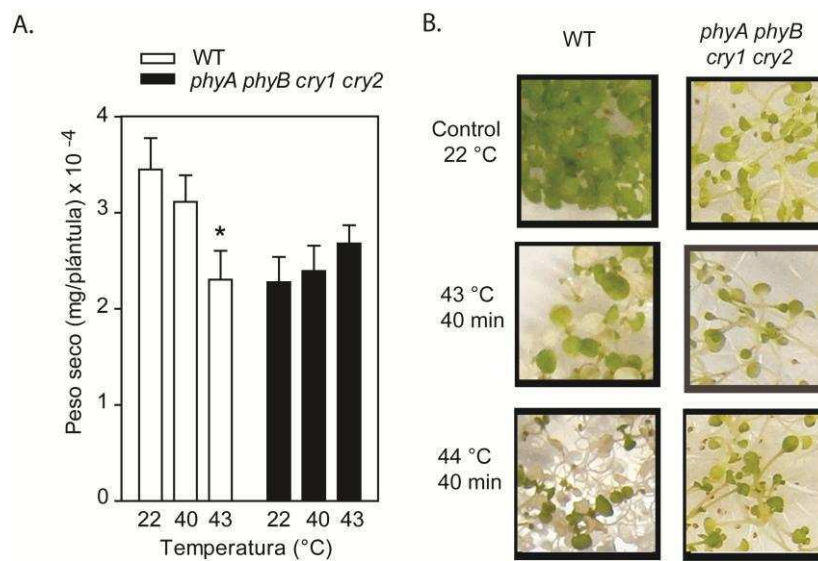 A.
WT
phyA phyB cry1 cry2
Peso seco (mg/plántula) x 10 -4
4
3
2
1
0
*
22 40 43 22 40 43
Temperatura (°C)
B.
WT
phyA phyB
cry1 cry2
Control
22 °C
43 °C
40 min
44 °C
40 min